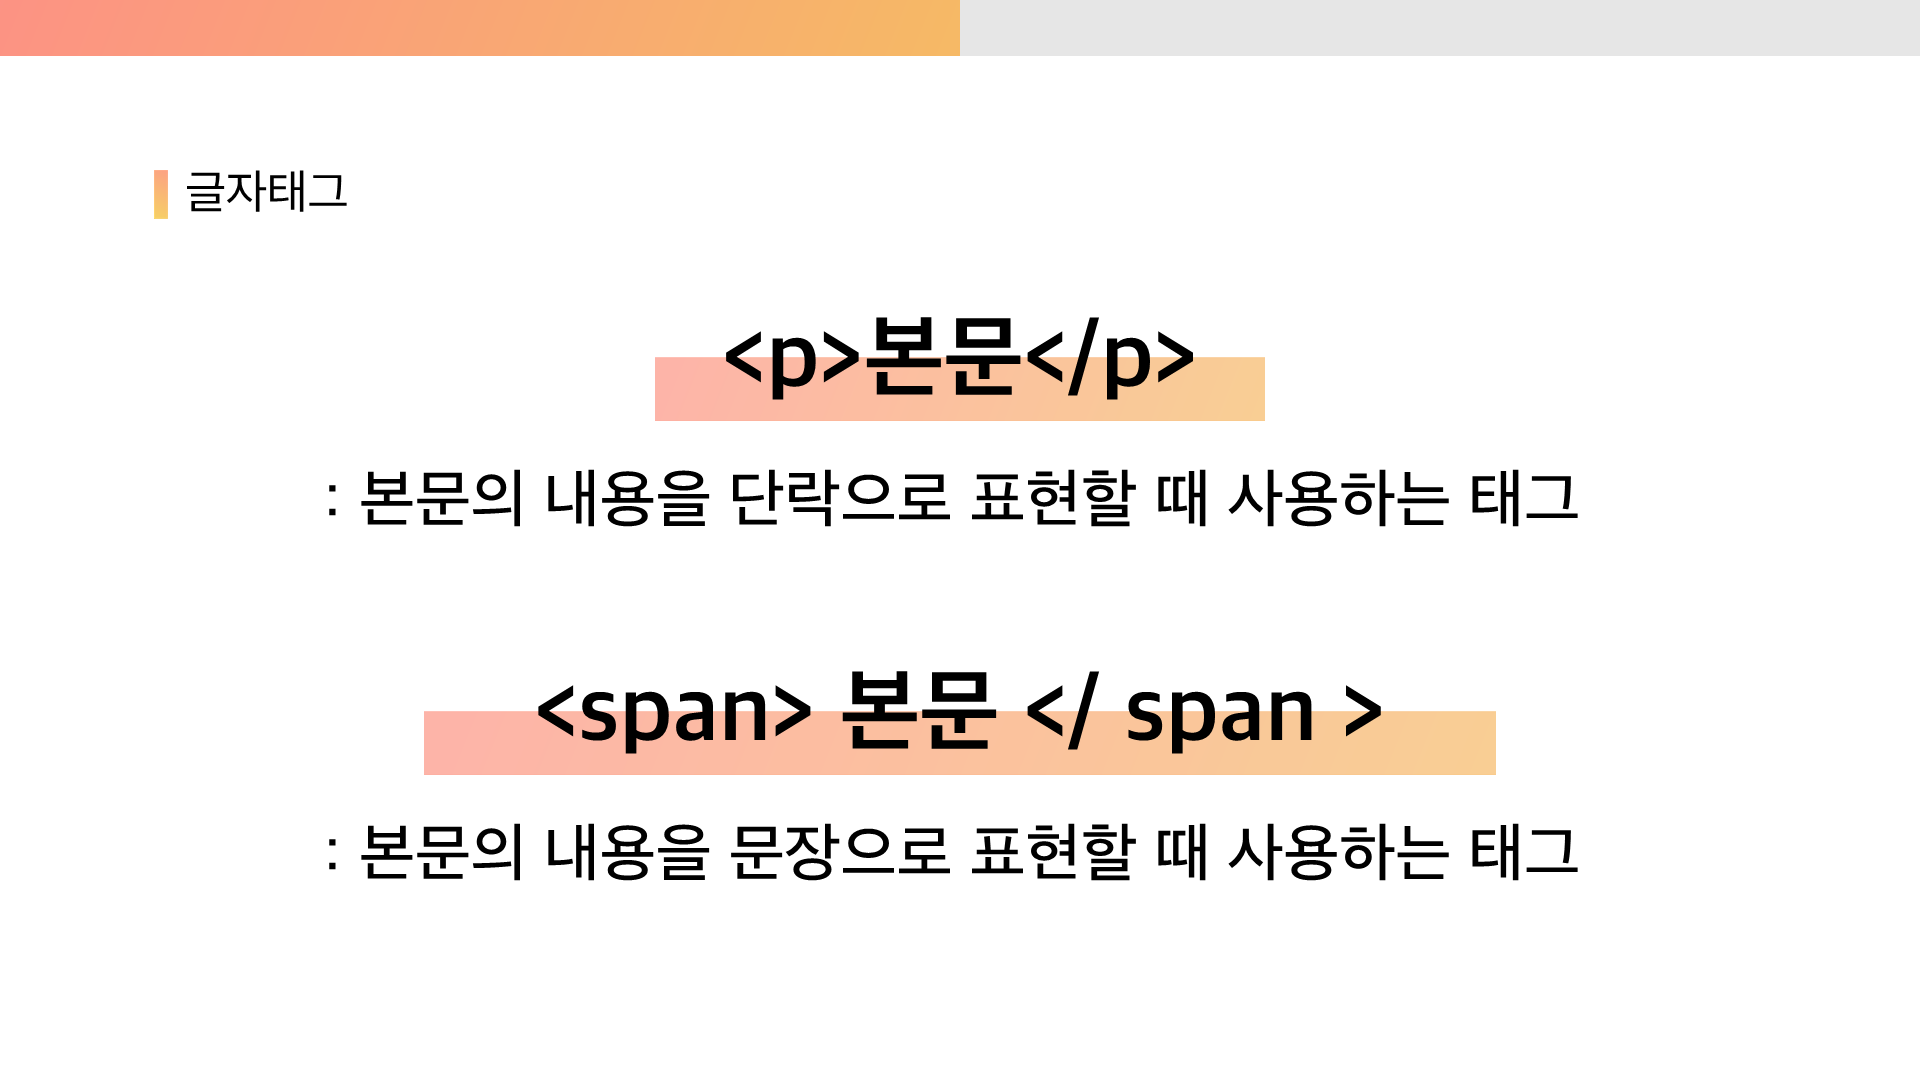 글자태그
<p>본문</p>
: 본문의 내용을 단락으로 표현할 때 사용하는 태그
<span> 본문 </ span >
: 본문의 내용을 문장으로 표현할 때 사용하는 태그